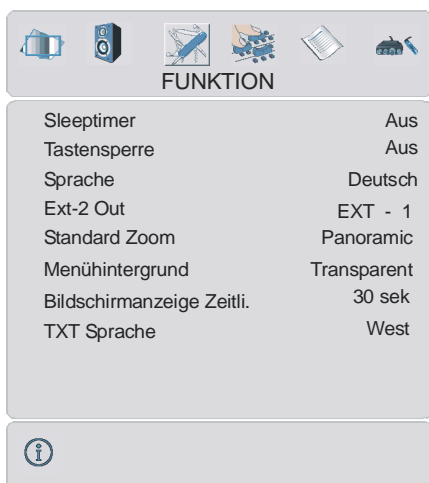 FUNKTION
Sleeptimer Aus
Tastensperre Aus
Sprache Deutsch
Ext-2 Out EXT - 1
Standard Zoom Panoramic
Menühintergrund Transparent
Bildschirmanzeige Zeitli. 30 sek
TXT Sprache West